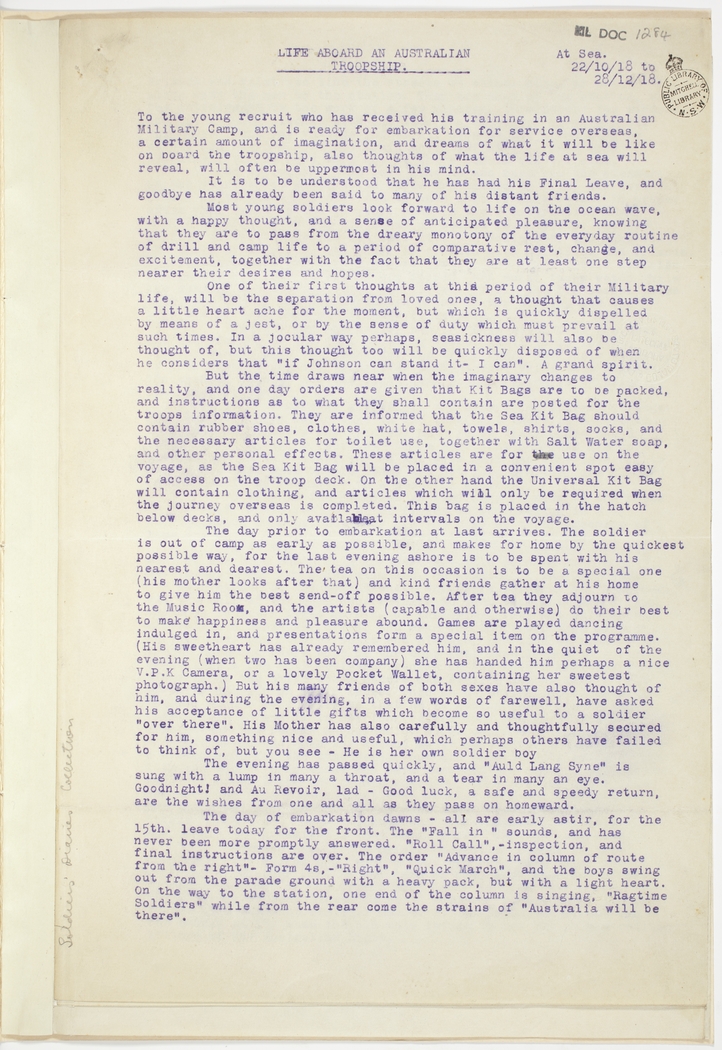 ML DOC 1284
LIFE ABOARD AN AUSTRALIAN
TROOPSHIP.
At Sea.
22/10/18 to
28/12/18.
PUBLIC LIBRARY OF N.S.W.
MITCHELL LIBRARY
To the young recruit who has received his training in an Australian
Military Camp, and is ready for embarkation for service overseas,
a certain amount of imagination, and dreams of what it will be like
on board the troopship, also thoughts of what the life at sea will
reveal, will often be uppermost in his mind.
It is to be understood that he has had his Final Leave, and
goodbye has already been said to many of his distant friends.
Most young soldiers look forward to life on the ocean wave,
with a happy thought, and a sense of anticipated pleasure, knowing
that they are to pass from the dreary monotony of the everyday routine
of drill and camp life to a period of comparative rest, change, and
excitement, together with the fact that they are at least one step
nearer their desires and hopes.
One of their first thoughts at this period of their Military
life, will be the separation from loved ones, a thought that causes
a little heart ache for the moment, but which is quickly dispelled
by means of a jest, or by the sense of duty which must prevail at
such times. In a jocular way perhaps, seasickness will also be
thought of, but this thought too will be quickly disposed of when
he considers that "if Johnson can stand it- I can". A grand spirit.
But the time draws near when the imaginary changes to
reality, and one day orders are given that Kit Bags are to be packed,
and instructions as to what they shall contain are posted for the
troops information. They are informed that the Sea Kit Bag should
contain rubber shoes, clothes, white hat, towels, shirts, socks, and
the necessary articles for toilet use, together with Salt Water soap,
and other personal effects. These articles are for the use on the
voyage, as the Sea Kit Bag will be placed in a convenient spot easy
of access on the troop deck. On the other hand the Universal Kit Bag
will contain clothing, and articles which will only be required when
the journey overseas is completed. This bag is placed in the hatch
below decks, and only at intervals on the voyage.
The day prior to embarkation at last arrives. The soldier
is out of camp as early as possible, and makes for home by the quickest
possible way, for the last evening ashore is to be spent with his
nearest and dearest. The tea on this occasion is to be a special one
(his mother looks after that) and kind friends gather at his home
to give him the best send-off possible. After tea they adjourn to
the Music Room, and the artists (capable and otherwise) do their best
to make happiness and pleasure abound. Games are played dancing
indulged in, and presentations form a special item on the programme.
(His sweetheart has already remembered him, and in the quiet of the
evening (when two has been company) she has handed him perhaps a nice
V.P.K Camera, or a lovely Pocket Wallet, containing her sweetest
photograph.) But his many friends of both sexes have also thought of
him, and during the evening, in a few words of farewell, have asked
his acceptance of little gifts which become so useful to a soldier
"over there". His Mother has also carefully and thoughtfully secured
for him, something nice and useful, which perhaps others have failed
to think of, but you see - He is her own soldier boy
The evening has passed quickly, and "Auld Lang Syne" is
sung with a lump in many a throat, and a tear in many an eye.
Goodnight! and Au Revoir, lad - Good luck, a safe and speedy return,
are the wishes from one and all as they pass on homeward.
The day of embarkation dawns - all are early astir, for the
15th. leave today for the front. The "Fall in " sounds, and has
never been more promptly answered. "Roll Call",-inspection, and
final instructions are over. The order "Advance in column of route
from the right"- Form 4s,-"Right", "Quick March", and the boys swing
out from the parade ground with a heavy pack, but with a light heart.
On the way to the station, one end of the column is singing, "Ragtime
Soldiers" while from the rear come the strains of "Australia will be
there".
Soldiers' Diaries Collection